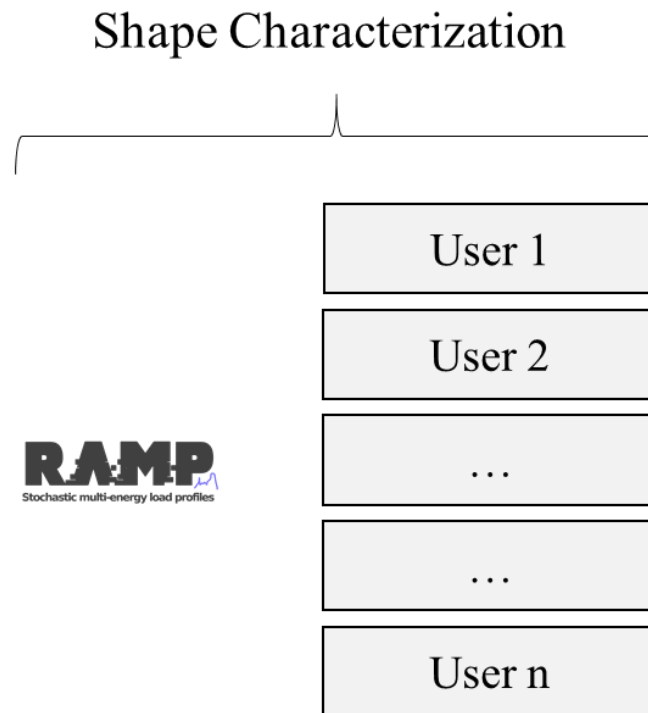 Shape Characterization
User 1
User 2
...
RAMP
Stochastic multi-energy load profiles
...
User n